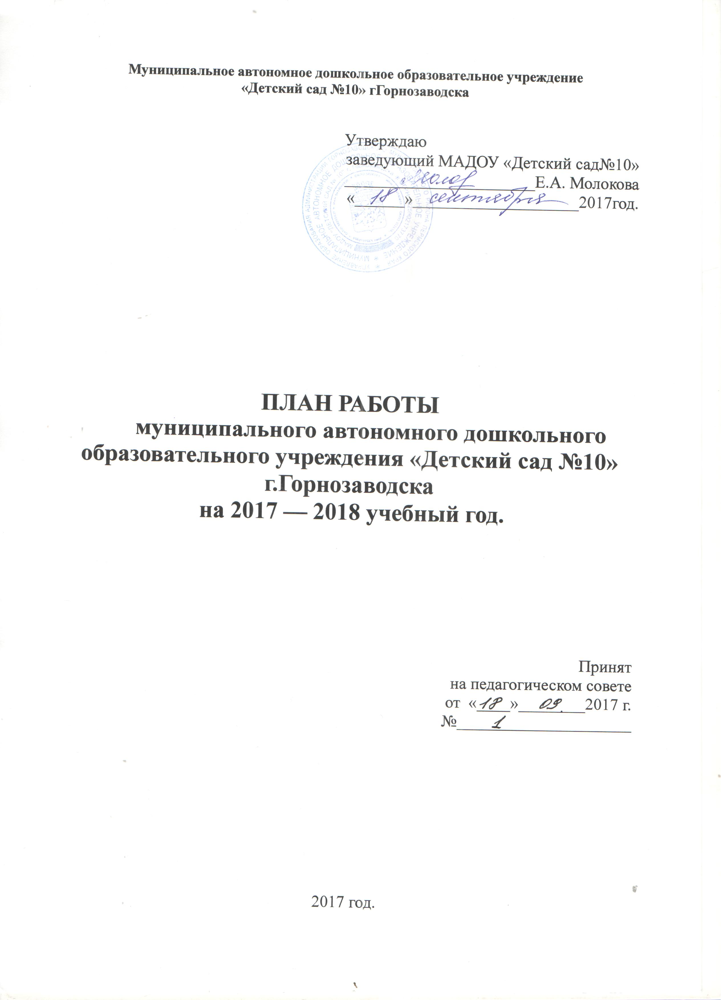 Муниципальное автономное дошкольное образовательное учреждение
«Детский сад №10» гГорнозаводска
Утверждаю
заведующий МАДОУ «Детский сад№10»
Е.А. Молокова
«18» сентября 2017год.
ПЛАН РАБОТЫ
муниципального автономного дошкольного
образовательного учреждения «Детский сад №10»
г.Горнозаводска
на 2017 — 2018 учебный год.
Принят
на педагогическом совете
от «18» 09. 2017 г.
№ 1
2017 год.